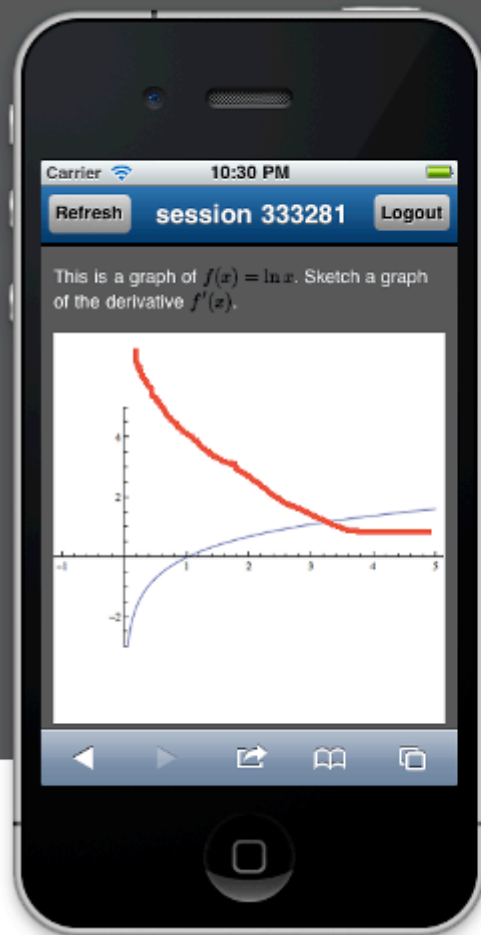 Carrier 10:30 PM
Refresh session 333281 Logout
This is a graph of f(x) = ln x. Sketch a graph
of the derivative f'(x).
4
2
-1 1 2 3 4 5
-2